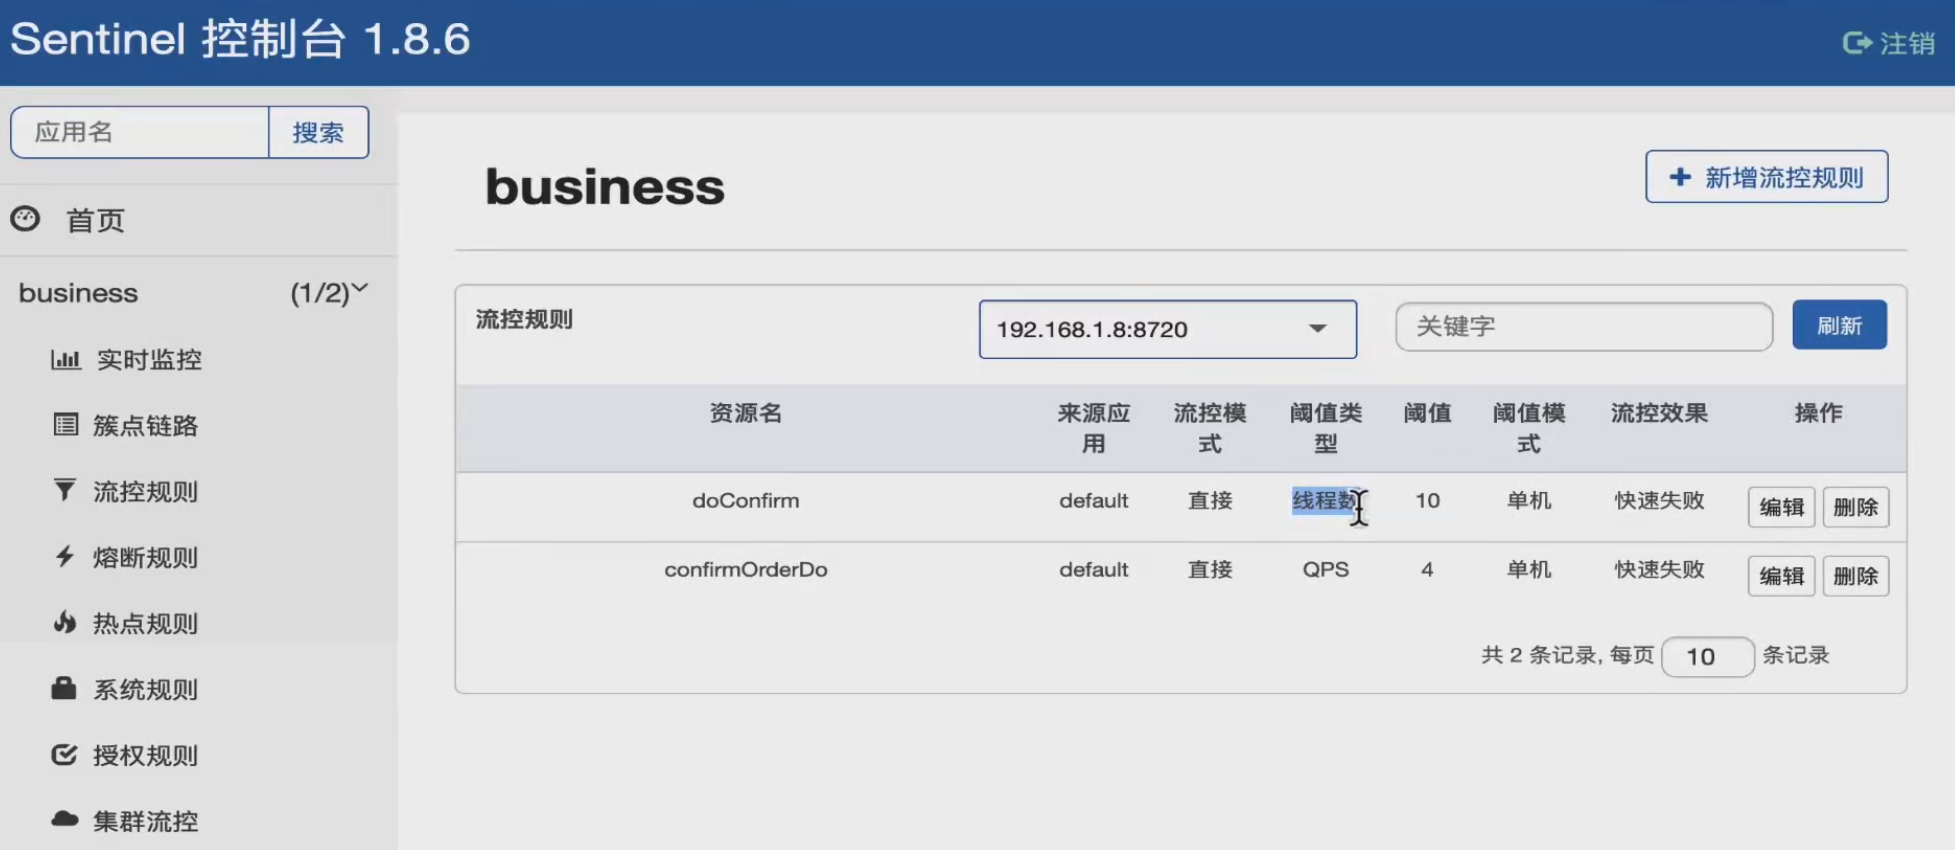 Sentinel 控制台 1.8.6
注销
应用名
搜索
首页
business (1/2)
实时监控
簇点链路
流控规则
熔断规则
热点规则
系统规则
授权规则
集群流控
business
新增流控规则
流控规则
192.168.1.8:8720
关键字
刷新
资源名 来源应用 流控模式 阈值类型 阈值 阈值模式 流控效果 操作
doConfirm default 直接 线程数 10 单机 快速失败 编辑 删除
confirmOrderDo default 直接 QPS 4 单机 快速失败 编辑 删除
共 2 条记录, 每页 10 条记录